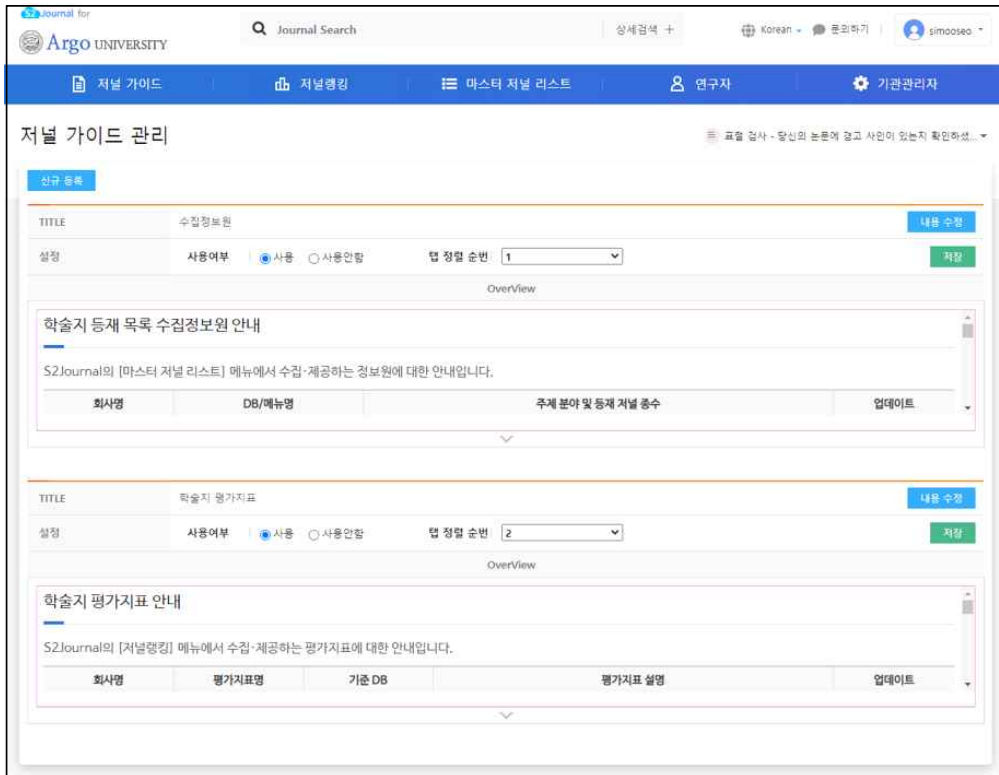 S2Journal for
Argo UNIVERSITY
Journal Search
상세검색 +
Korean
문의하기
simooseo
저널 가이드
저널랭킹
마스터 저널 리스트
연구자
기관관리자
저널 가이드 관리
표절 검사 - 당신의 논문에 경고 사인이 있는지 확인하셨...
신규 등록
TITLE 수집정보원 내용 수정
설정 사용여부 사용 사용안함 탭 정렬 순번 1 저장
OverView
학술지 등재 목록 수집정보원 안내
S2Journal의 [마스터 저널 리스트] 메뉴에서 수집·제공하는 정보원에 대한 안내입니다.
회사명 DB/메뉴명 주제 분야 및 등재 저널 종수 업데이트
TITLE 학술지 평가지표 내용 수정
설정 사용여부 사용 사용안함 탭 정렬 순번 2 저장
OverView
학술지 평가지표 안내
S2Journal의 [저널랭킹] 메뉴에서 수집·제공하는 평가지표에 대한 안내입니다.
회사명 평가지표명 기준 DB 평가지표 설명 업데이트